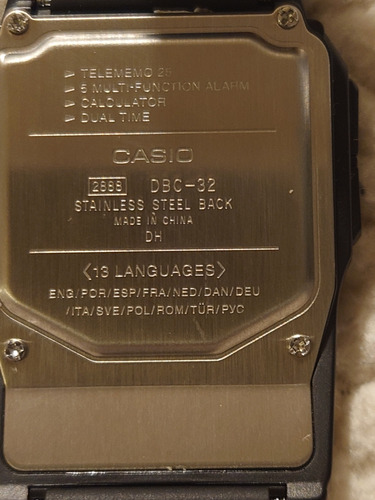 TELEMEMO 25
5 MULTI-FUNCTION ALARM
CALCULATOR
DUAL TIME
CASIO
2888 DBC-32
STAINLESS STEEL BACK
MADE IN CHINA
DH
<13 LANGUAGES>
ENG/POR/ESP/FRA/NED/DAN/DEU
/ITA/SVE/POL/ROM/TÜR/РУС